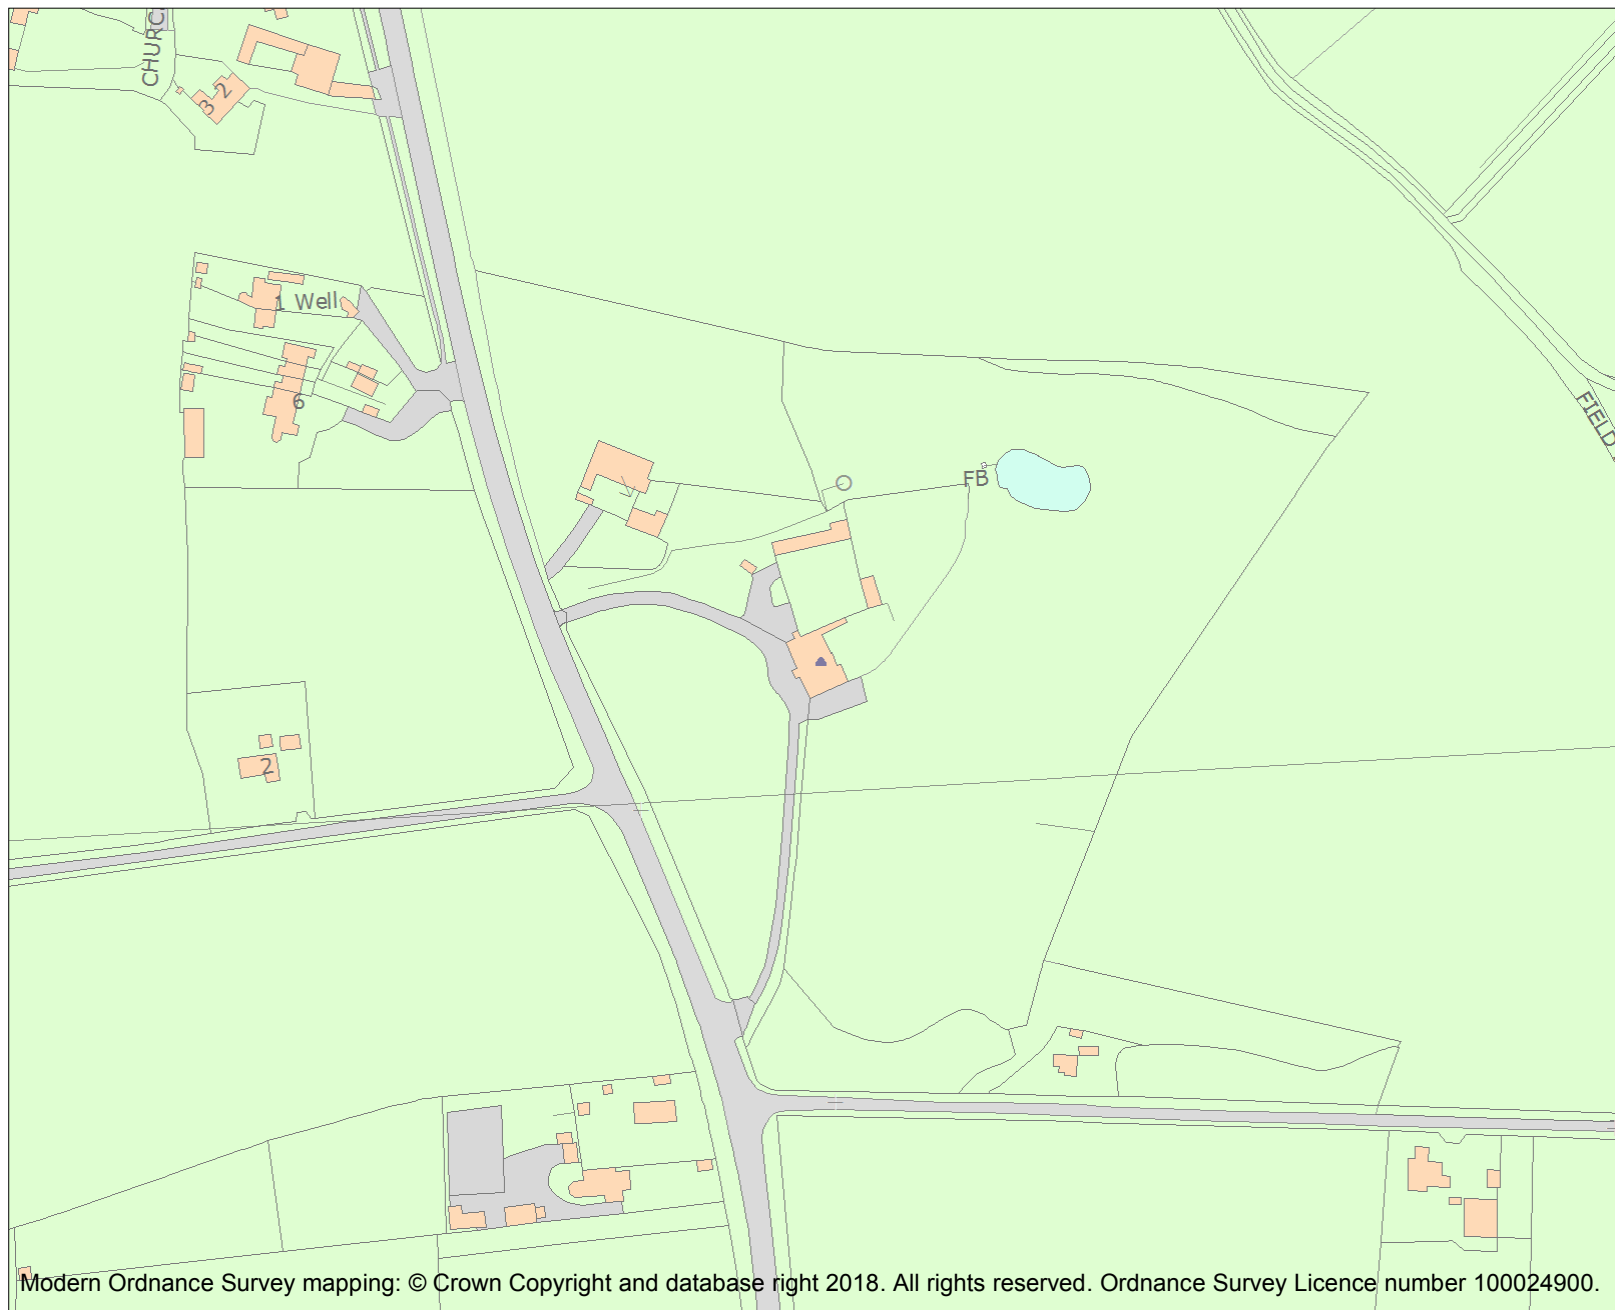 CHURC
3 2
1 Well
6
FB
FIELD
2
Modern Ordnance Survey mapping: © Crown Copyright and database right 2018. All rights reserved. Ordnance Survey Licence number 100024900.